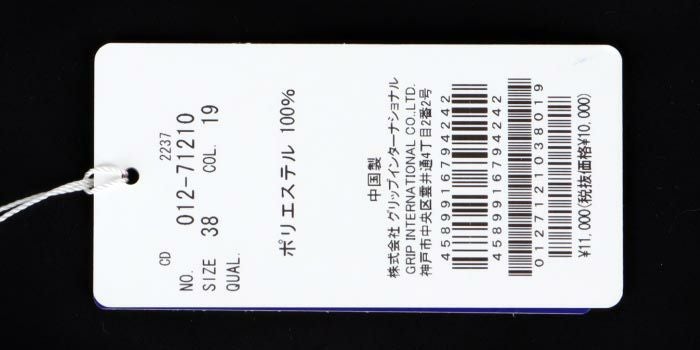 GD 2237
NO. 012-71210
SIZE 38 COL. 19
QUAL.
ポリエステル 100%
中国製
株式会社 グリップインターナショナル
GRIP INTERNATIONAL CO.,LTD.
神戸市中央区雲井通4丁目2番2号
4589916794242
4589916794242
0127121038019
¥11,000(税抜価格¥10,000)